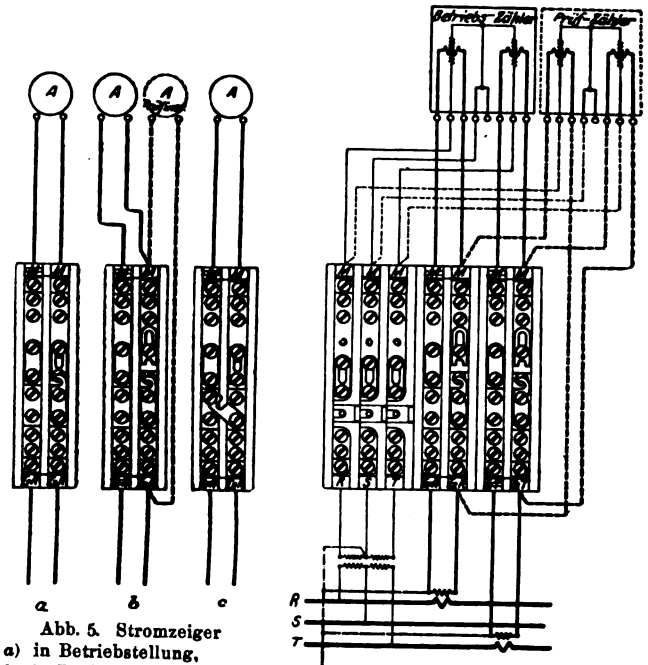 Betriebs-Zähler
Prüf-Zähler
A
A
A
A
R
S
T
a
b
c
R
S
T
Abb. 5. Stromzeiger
a) in Betriebstellung,